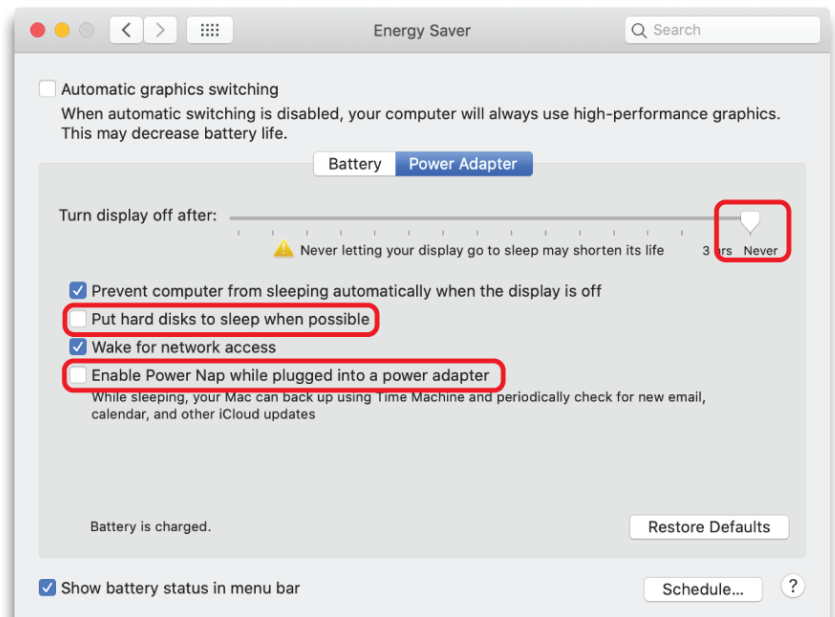 Energy Saver
Search
Automatic graphics switching
When automatic switching is disabled, your computer will always use high-performance graphics.
This may decrease battery life.
Battery
Power Adapter
Turn display off after:
Never letting your display go to sleep may shorten its life
3 hrs Never
Prevent computer from sleeping automatically when the display is off
Put hard disks to sleep when possible
Wake for network access
Enable Power Nap while plugged into a power adapter
While sleeping, your Mac can back up using Time Machine and periodically check for new email,
calendar, and other iCloud updates
Battery is charged.
Restore Defaults
Show battery status in menu bar
Schedule...
?